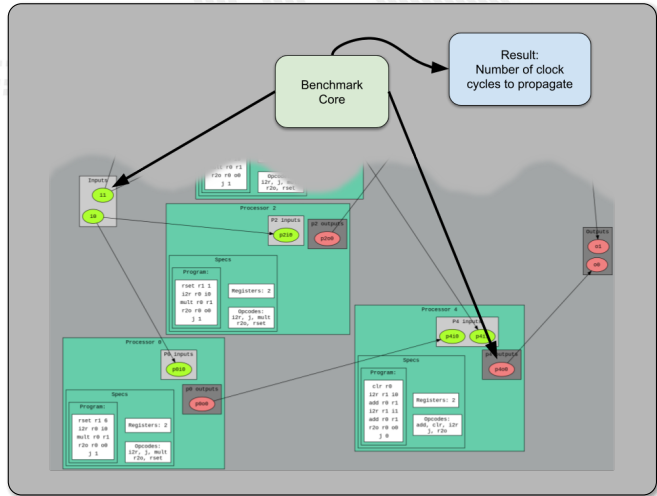 Benchmark
Core
Result:
Number of clock
cycles to propagate
Inputs
i1
i0
r0 r1
r2o r0 o0
j 1
i2r, j,
r2o, rset
Processor 2
P2 inputs
p2i0
p2 outputs
p2o0
Specs
Program:
rset r1 1
i2r r0 i0
mult r0 r1
r2o r0 o0
j 1
Registers: 2
Opcodes:
i2r, j, mult
r2o, rset
Outputs
o1
o0
Processor 4
P4 inputs
p4i0
p4o0
Specs
Program:
clr r0
i2r r1 i0
add r0 r1
i2r r1 i1
add r0 r1
r2o r0 o0
j 0
Registers: 2
Opcodes:
add, clr, i2r
j, r2o
P0 inputs
p0i0
p0 outputs
p0o0
Specs
Program:
rset r1 6
i2r r0 i0
mult r0 r1
r2o r0 o0
j 1
Registers: 2
Opcodes:
i2r, j, mult
r2o, rset